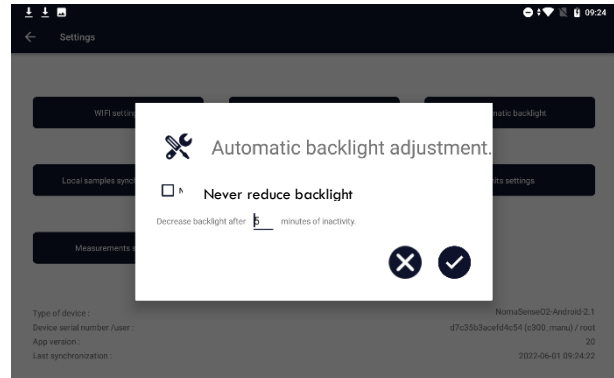 09:24
Settings
WIFI setting
matic backlight
Automatic backlight adjustment.
Never reduce backlight
Local samples synch
its settings
Decrease backlight after 5 minutes of inactivity.
Measurements s
Type of device :
NomaSense02-Android-2.1
Device serial number /user :
d7c35b3acefd4c54 (c300_manu) / root
App version :
20
Last synchronization :
2022-06-01 09:24:22